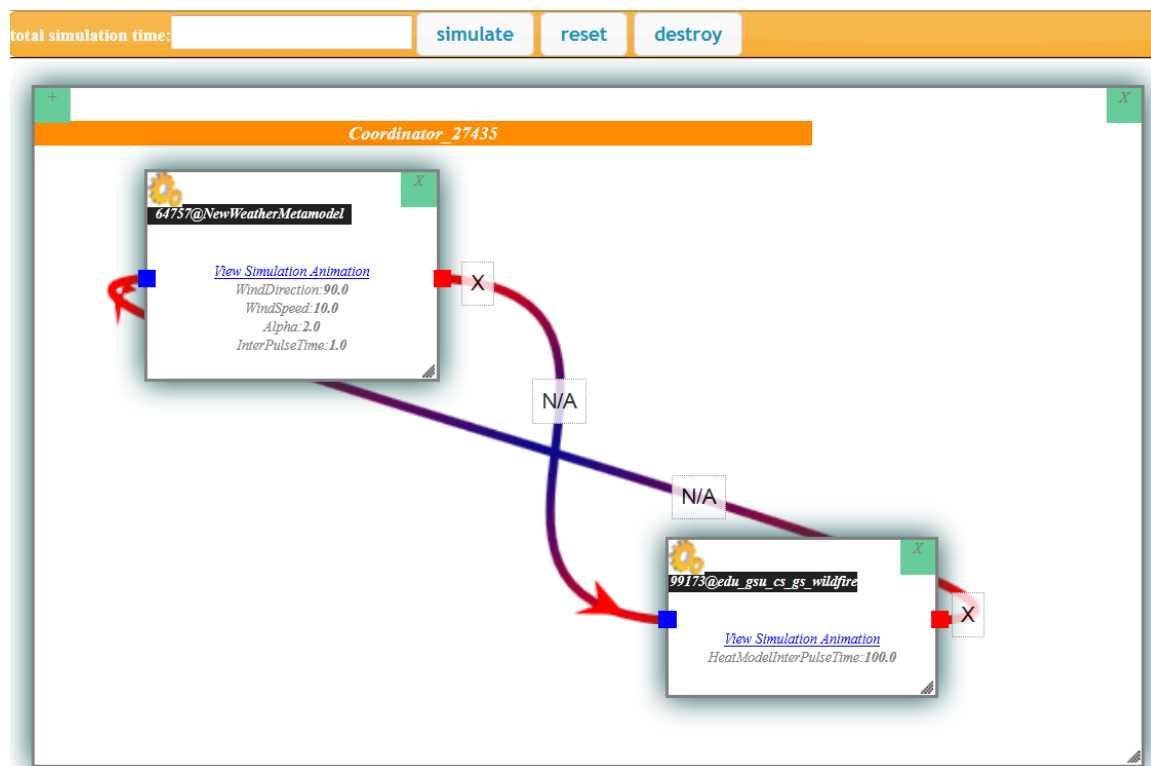 total simulation time: simulate reset destroy
+ X
Coordinator_27435
X
64757@NewWeatherMetamodel
View Simulation Animation
WindDirection:90.0
WindSpeed:10.0
Alpha:2.0
InterPulseTime:1.0
X
N/A
N/A
X
99173@edu_gsu_cs_gs_wildfire
View Simulation Animation
HeatModelInterPulseTime:100.0
X